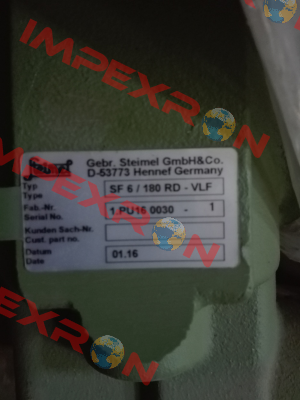 IMPEXRON
Steimel
Gebr. Steimel GmbH&Co.
D-53773 Hennef Germany
Typ
Type
SF 6 / 180 RD - VLF
Fab.-Nr.
Serial No.
1.PU16 0030 - 1
Kunden Sach-Nr.
Cust. part no.
Datum
Date
01.16
IMPEXRON
IMPEXRON